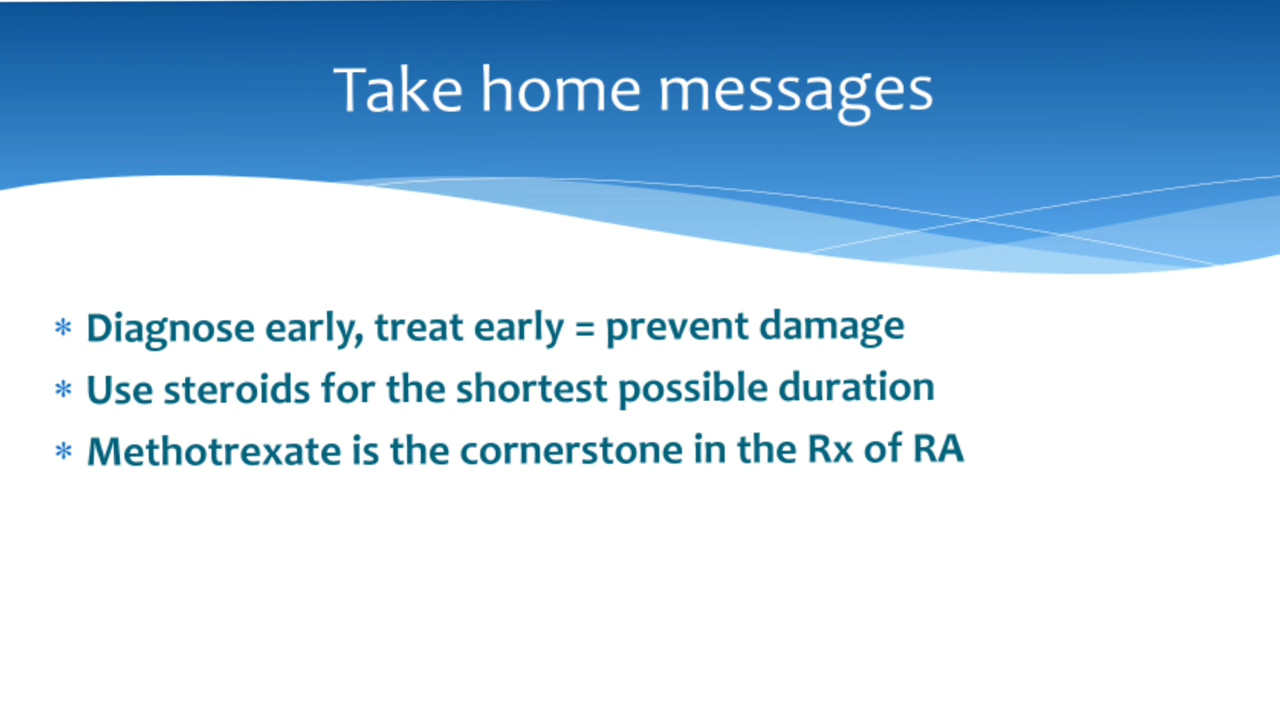 Take home messages
* Diagnose early, treat early = prevent damage
* Use steroids for the shortest possible duration
* Methotrexate is the cornerstone in the Rx of RA